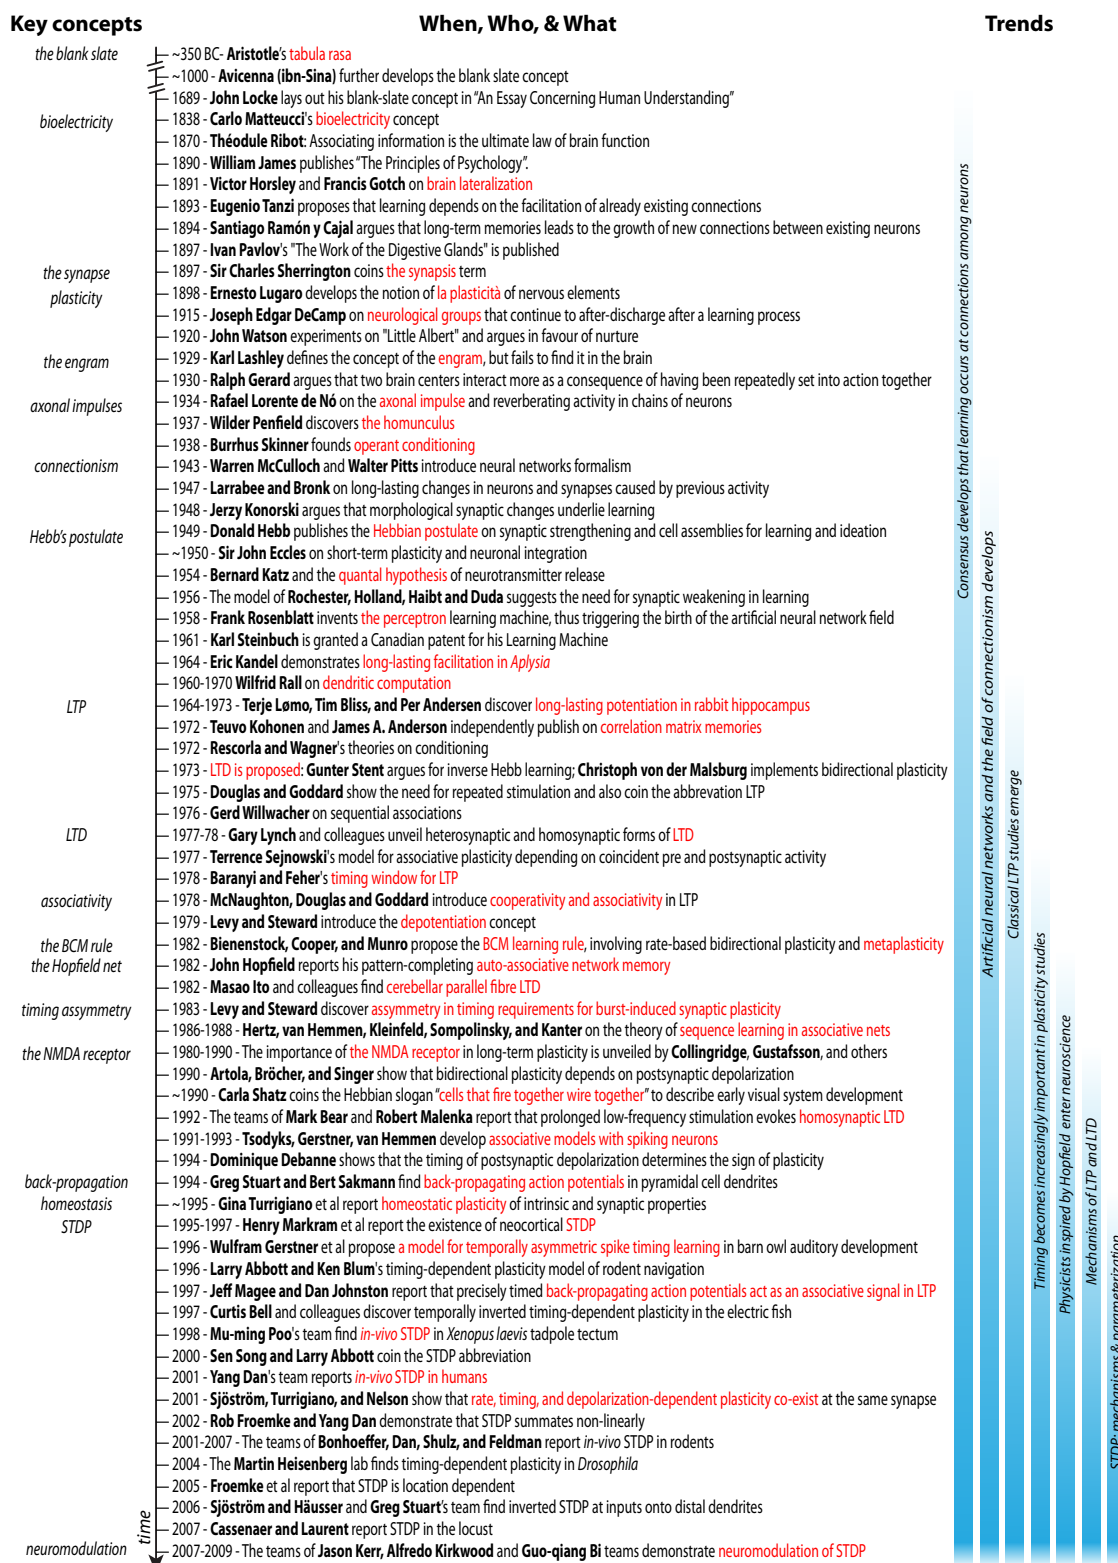 Key concepts
When, Who, & What
Trends
the blank slate
~350 BC- Aristotle's tabula rasa
~1000 - Avicenna (ibn-Sina) further develops the blank slate concept
1689 - John Locke lays out his blank-slate concept in “An Essay Concerning Human Understanding”
bioelectricity
1838 - Carlo Matteucci's bioelectricity concept
1870 - Théodule Ribot: Associating information is the ultimate law of brain function
1890 - William James publishes “The Principles of Psychology”.
1891 - Victor Horsley and Francis Gotch on brain lateralization
1893 - Eugenio Tanzi proposes that learning depends on the facilitation of already existing connections
1894 - Santiago Ramón y Cajal argues that long-term memories leads to the growth of new connections between existing neurons
1897 - Ivan Pavlov's "The Work of the Digestive Glands" is published
the synapse
1897 - Sir Charles Sherrington coins the synapsis term
plasticity
1898 - Ernesto Lugaro develops the notion of la plasticità of nervous elements
1915 - Joseph Edgar DeCamp on neurological groups that continue to after-discharge after a learning process
1920 - John Watson experiments on "Little Albert" and argues in favour of nurture
the engram
1929 - Karl Lashley defines the concept of the engram, but fails to find it in the brain
1930 - Ralph Gerard argues that two brain centers interact more as a consequence of having been repeatedly set into action together
axonal impulses
1934 - Rafael Lorente de Nó on the axonal impulse and reverberating activity in chains of neurons
1937 - Wilder Penfield discovers the homunculus
1938 - Burrhus Skinner founds operant conditioning
connectionism
1943 - Warren McCulloch and Walter Pitts introduce neural networks formalism
1947 - Larrabee and Bronk on long-lasting changes in neurons and synapses caused by previous activity
1948 - Jerzy Konorski argues that morphological synaptic changes underlie learning
Hebb's postulate
1949 - Donald Hebb publishes the Hebbian postulate on synaptic strengthening and cell assemblies for learning and ideation
~1950 - Sir John Eccles on short-term plasticity and neuronal integration
1954 - Bernard Katz and the quantal hypothesis of neurotransmitter release
1956 - The model of Rochester, Holland, Haibt and Duda suggests the need for synaptic weakening in learning
1958 - Frank Rosenblatt invents the perceptron learning machine, thus triggering the birth of the artificial neural network field
1961 - Karl Steinbuch is granted a Canadian patent for his Learning Machine
1964 - Eric Kandel demonstrates long-lasting facilitation in Aplysia
1960-1970 Wilfrid Rall on dendritic computation
LTP
1964-1973 - Terje Lømo, Tim Bliss, and Per Andersen discover long-lasting potentiation in rabbit hippocampus
1972 - Teuvo Kohonen and James A. Anderson independently publish on correlation matrix memories
1972 - Rescorla and Wagner's theories on conditioning
1973 - LTD is proposed: Gunter Stent argues for inverse Hebb learning; Christoph von der Malsburg implements bidirectional plasticity
1975 - Douglas and Goddard show the need for repeated stimulation and also coin the abbrevation LTP
1976 - Gerd Willwacher on sequential associations
LTD
1977-78 - Gary Lynch and colleagues unveil heterosynaptic and homosynaptic forms of LTD
1977 - Terrence Sejnowski's model for associative plasticity depending on coincident pre and postsynaptic activity
1978 - Baranyi and Feher's timing window for LTP
associativity
1978 - McNaughton, Douglas and Goddard introduce cooperativity and associativity in LTP
1979 - Levy and Steward introduce the depotentiation concept
the BCM rule
1982 - Bienenstock, Cooper, and Munro propose the BCM learning rule, involving rate-based bidirectional plasticity and metaplasticity
the Hopfield net
1982 - John Hopfield reports his pattern-completing auto-associative network memory
1982 - Masao Ito and colleagues find cerebellar parallel fibre LTD
timing assymetry
1983 - Levy and Steward discover assymetry in timing requirements for burst-induced synaptic plasticity
1986-1988 - Hertz, van Hemmen, Kleinfeld, Sompolinsky, and Kanter on the theory of sequence learning in associative nets
the NMDA receptor
1980-1990 - The importance of the NMDA receptor in long-term plasticity is unveiled by Collingridge, Gustafsson, and others
1990 - Artola, Bröcher, and Singer show that bidirectional plasticity depends on postsynaptic depolarization
~1990 - Carla Shatz coins the Hebbian slogan “cells that fire together wire together” to describe early visual system development
1992 - The teams of Mark Bear and Robert Malenka report that prolonged low-frequency stimulation evokes homosynaptic LTD
1991-1993 - Tsodyks, Gerstner, van Hemmen develop associative models with spiking neurons
1994 - Dominique Debanne shows that the timing of postsynaptic depolarization determines the sign of plasticity
back-propagation
1994 - Greg Stuart and Bert Sakmann find back-propagating action potentials in pyramidal cell dendrites
homeostasis
~1995 - Gina Turrigiano et al report homeostatic plasticity of intrinsic and synaptic properties
STDP
1995-1997 - Henry Markram et al report the existence of neocortical STDP
1996 - Wulfram Gerstner et al propose a model for temporally asymmetric spike timing learning in barn owl auditory development
1996 - Larry Abbott and Ken Blum's timing-dependent plasticity model of rodent navigation
1997 - Jeff Magee and Dan Johnston report that precisely timed back-propagating action potentials act as an associative signal in LTP
1997 - Curtis Bell and colleagues discover temporally inverted timing-dependent plasticity in the electric fish
1998 - Mu-ming Poo's team find in-vivo STDP in Xenopus laevis tadpole tectum
2000 - Sen Song and Larry Abbott coin the STDP abbreviation
2001 - Yang Dan's team reports in-vivo STDP in humans
2001 - Sjöström, Turrigiano, and Nelson show that rate, timing, and depolarization-dependent plasticity co-exist at the same synapse
2002 - Rob Froemke and Yang Dan demonstrate that STDP summates non-linearly
2001-2007 - The teams of Bonhoeffer, Dan, Shulz, and Feldman report in-vivo STDP in rodents
2004 - The Martin Heisenberg lab finds timing-dependent plasticity in Drosophila
2005 - Froemke et al report that STDP is location dependent
2006 - Sjöström and Häusser and Greg Stuart's team find inverted STDP at inputs onto distal dendrites
2007 - Cassenaer and Laurent report STDP in the locust
neuromodulation
2007-2009 - The teams of Jason Kerr, Alfredo Kirkwood and Guo-qiang Bi teams demonstrate neuromodulation of STDP
time
Consensus develops that learning occurs at connections among neurons
Artificial neural networks and the field of connectionism develops
Classical LTP studies emerge
Timing becomes increasingly important in plasticity studies
Physicists inspired by Hopfield enter neuroscience
Mechanisms of LTP and LTD
STDP: mechanisms & parameterization